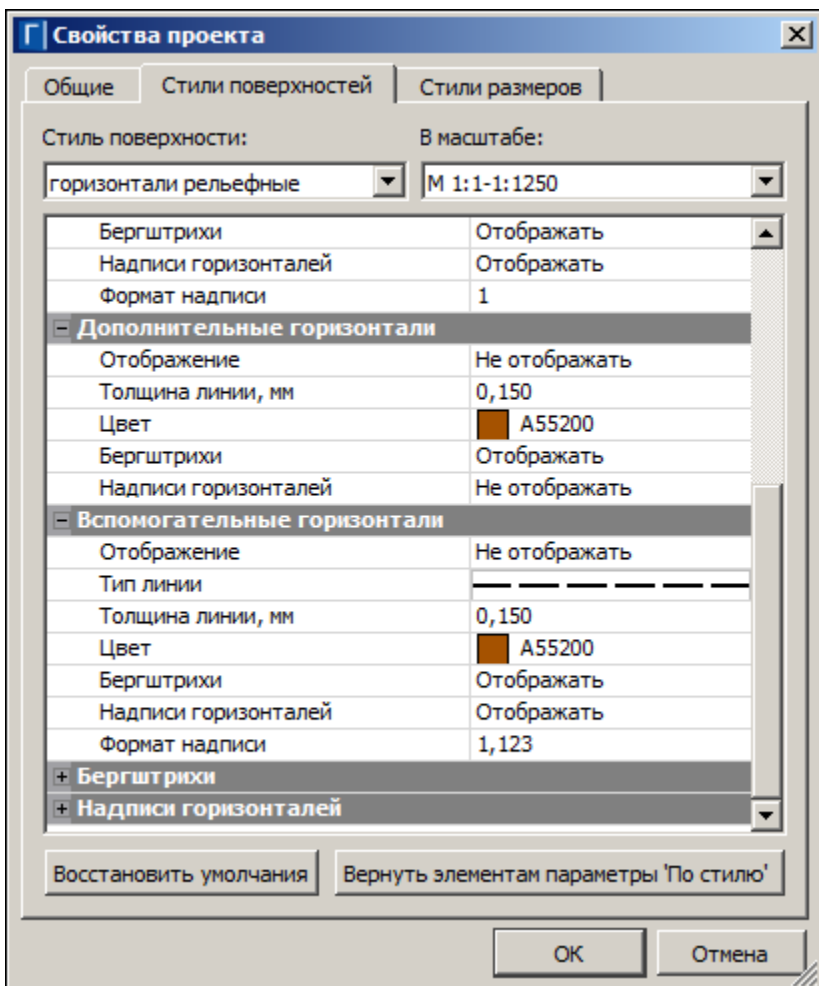 Г Свойства проекта
Общие Стили поверхностей Стили размеров
Стиль поверхности: В масштабе:
горизонтали рельефные М 1:1-1:1250
Бергштрихи Отображать
Надписи горизонталей Отображать
Формат надписи 1
Дополнительные горизонтали
Отображение Не отображать
Толщина линии, мм 0,150
Цвет A55200
Бергштрихи Отображать
Надписи горизонталей Не отображать
Вспомогательные горизонтали
Отображение Не отображать
Тип линии
Толщина линии, мм 0,150
Цвет A55200
Бергштрихи Отображать
Надписи горизонталей Отображать
Формат надписи 1,123
Бергштрихи
Надписи горизонталей
Восстановить умолчания Вернуть элементам параметры 'По стилю'
ОК Отмена